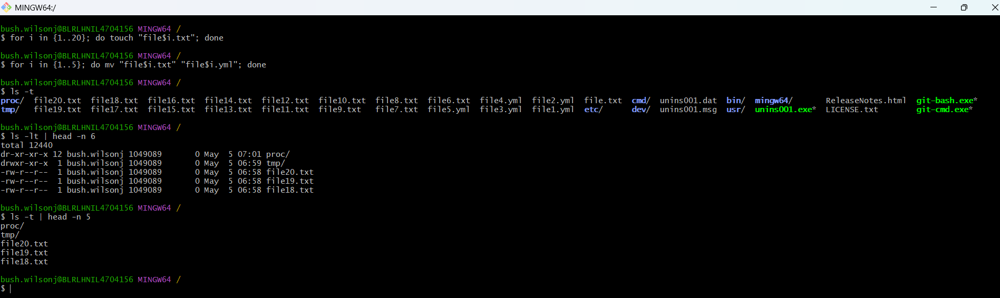 MINGW64:/
bush.wilsonj@BLRLHNIL4704156 MINGW64 /
$ for i in {1..20}; do touch "file$i.txt"; done
bush.wilsonj@BLRLHNIL4704156 MINGW64 /
$ for i in {1..5}; do mv "file$i.txt" "file$i.yml"; done
bush.wilsonj@BLRLHNIL4704156 MINGW64 /
$ ls -t
proc/  file20.txt  file18.txt  file16.txt  file14.txt  file12.txt  file10.txt  file8.txt  file6.txt  file4.yml  file2.yml  file.txt  cmd/  unins001.dat  bin/  mingw64/       ReleaseNotes.html  git-bash.exe*
tmp/   file19.txt  file17.txt  file15.txt  file13.txt  file11.txt  file9.txt   file7.txt  file5.yml  file3.yml  file1.yml  etc/      dev/  unins001.msg  usr/  unins001.exe*  LICENSE.txt        git-cmd.exe*
bush.wilsonj@BLRLHNIL4704156 MINGW64 /
$ ls -lt | head -n 6
total 12440
dr-xr-xr-x 12 bush.wilsonj 1049089       0 May  5 07:01 proc/
drwxr-xr-x  1 bush.wilsonj 1049089       0 May  5 06:59 tmp/
-rw-r--r--  1 bush.wilsonj 1049089       0 May  5 06:58 file20.txt
-rw-r--r--  1 bush.wilsonj 1049089       0 May  5 06:58 file19.txt
-rw-r--r--  1 bush.wilsonj 1049089       0 May  5 06:58 file18.txt
bush.wilsonj@BLRLHNIL4704156 MINGW64 /
$ ls -t | head -n 5
proc/
tmp/
file20.txt
file19.txt
file18.txt
bush.wilsonj@BLRLHNIL4704156 MINGW64 /
$